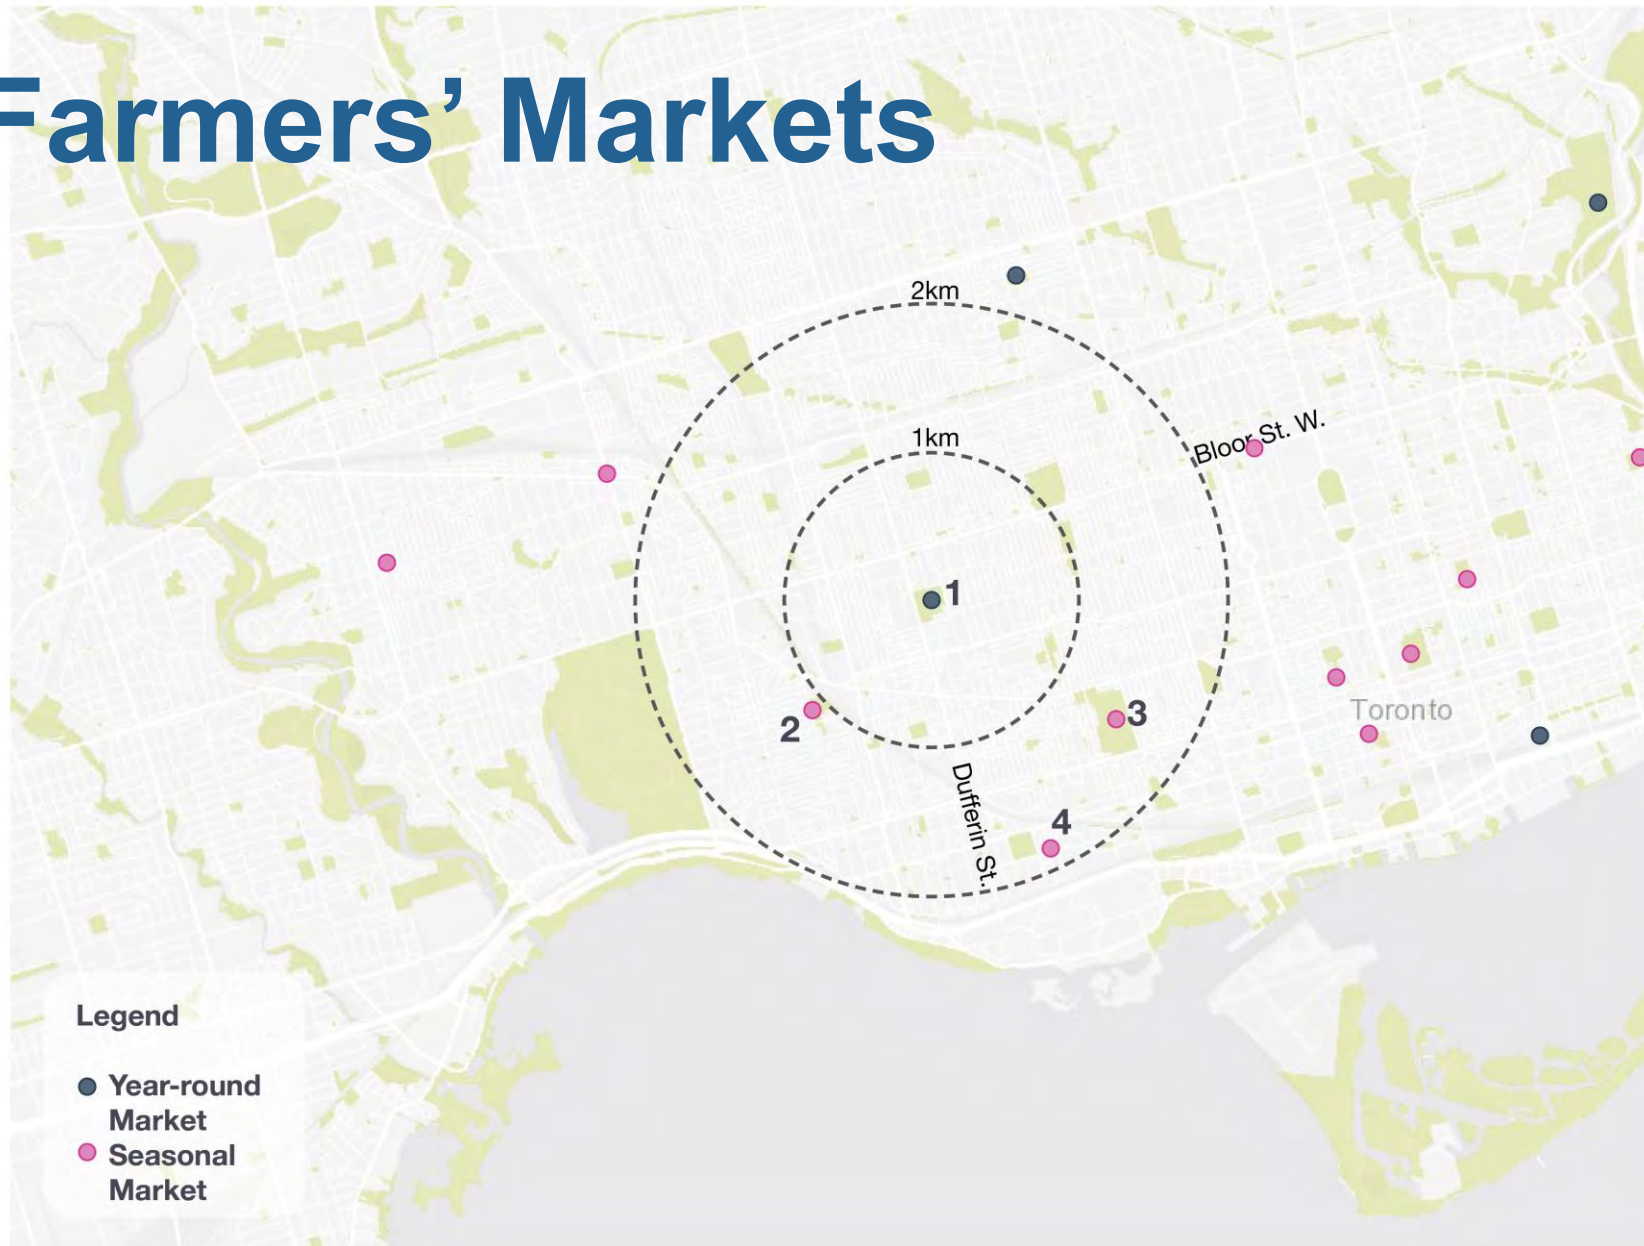 Farmers’ Markets
2km
1km
Bloor St. W.
1
2
3
Toronto
Dufferin St.
4
Legend
Year-round
Market
Seasonal
Market